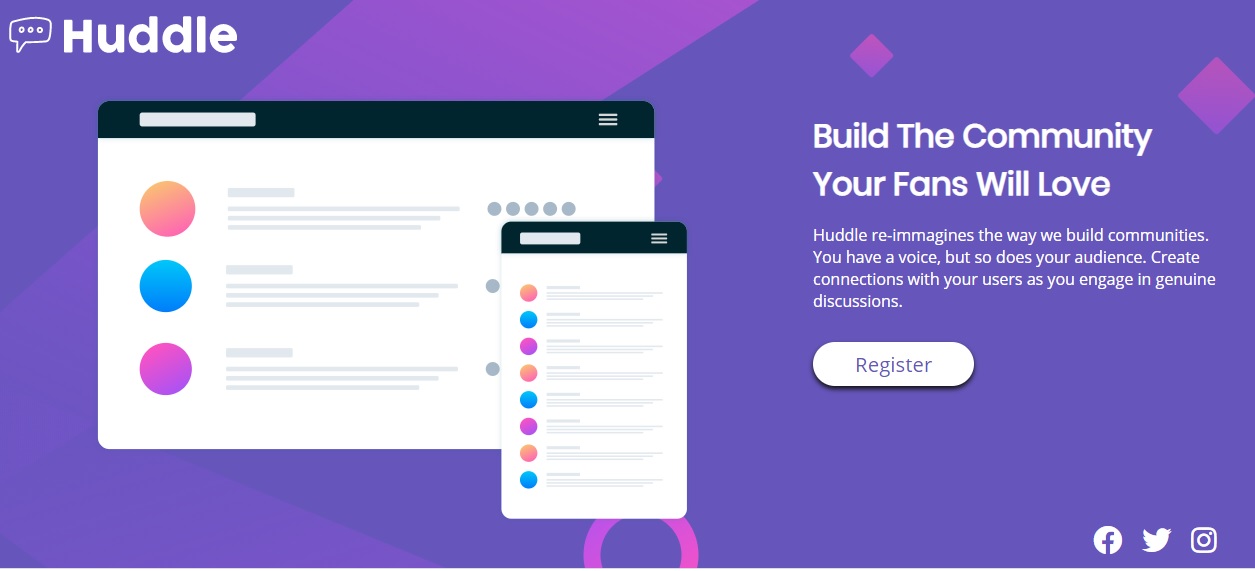 Huddle
Build The Community
Your Fans Will Love
Huddle re-immagines the way we build communities.
You have a voice, but so does your audience. Create
connections with your users as you engage in genuine
discussions.
Register